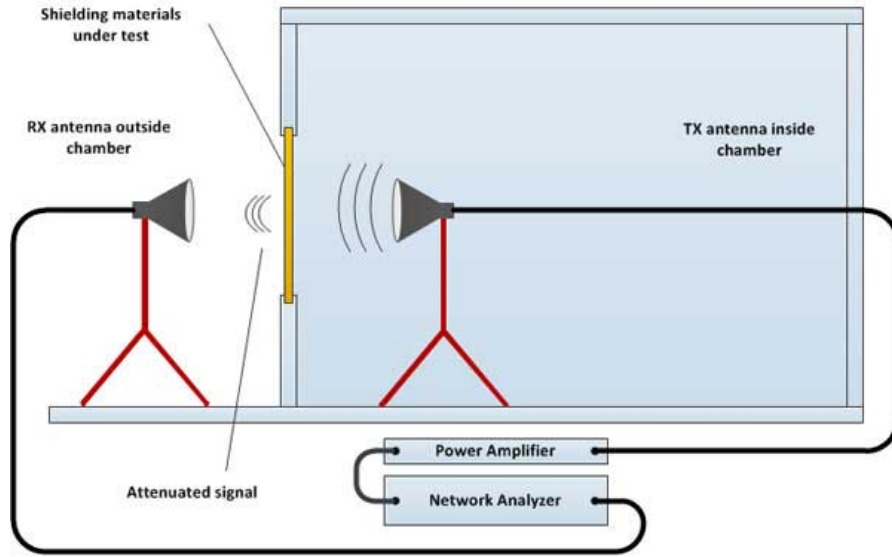 Shielding materials
under test
RX antenna outside
chamber
TX antenna inside
chamber
Attenuated signal
Power Amplifier
Network Analyzer